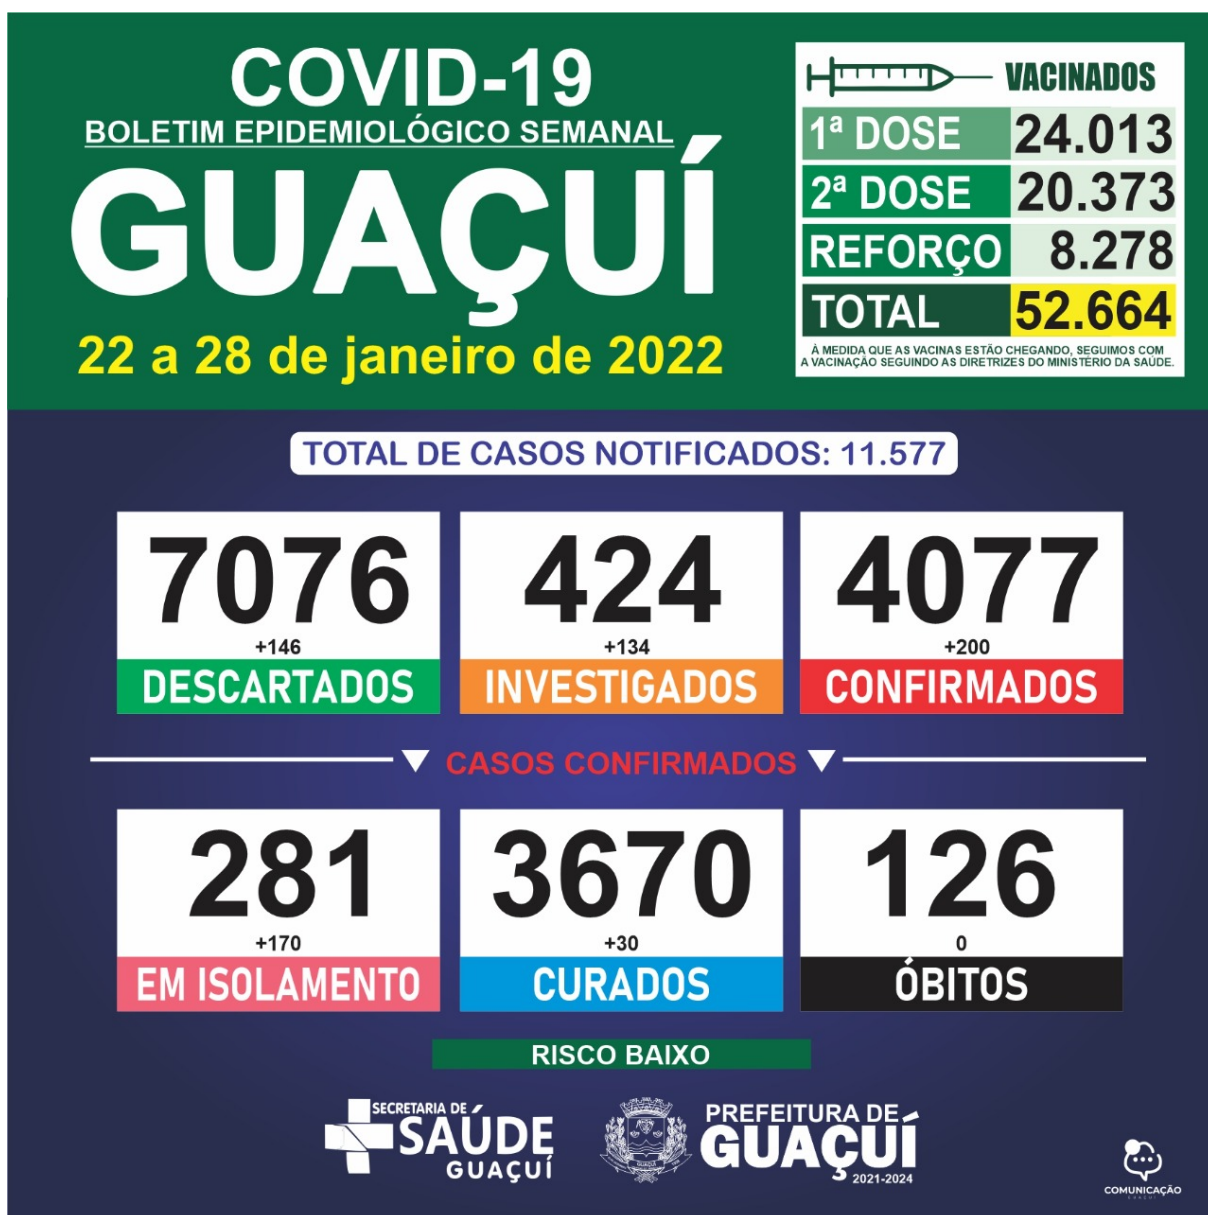 COVID-19
BOLETIM EPIDEMIOLÓGICO SEMANAL
GUAÇUÍ
22 a 28 de janeiro de 2022
VACINADOS
1ª DOSE 24.013
2ª DOSE 20.373
REFORÇO 8.278
TOTAL 52.664
À MEDIDA QUE AS VACINAS ESTÃO CHEGANDO, SEGUIMOS COM
A VACINAÇÃO SEGUINDO AS DIRETRIZES DO MINISTÉRIO DA SAÚDE.
TOTAL DE CASOS NOTIFICADOS: 11.577
7076
+146
DESCARTADOS
424
+134
INVESTIGADOS
4077
+200
CONFIRMADOS
CASOS CONFIRMADOS
281
+170
EM ISOLAMENTO
3670
+30
CURADOS
126
0
ÓBITOS
RISCO BAIXO
SECRETARIA DE
SAÚDE
GUAÇUÍ
PREFEITURA DE
GUAÇUÍ
2021-2024
COMUNICAÇÃO